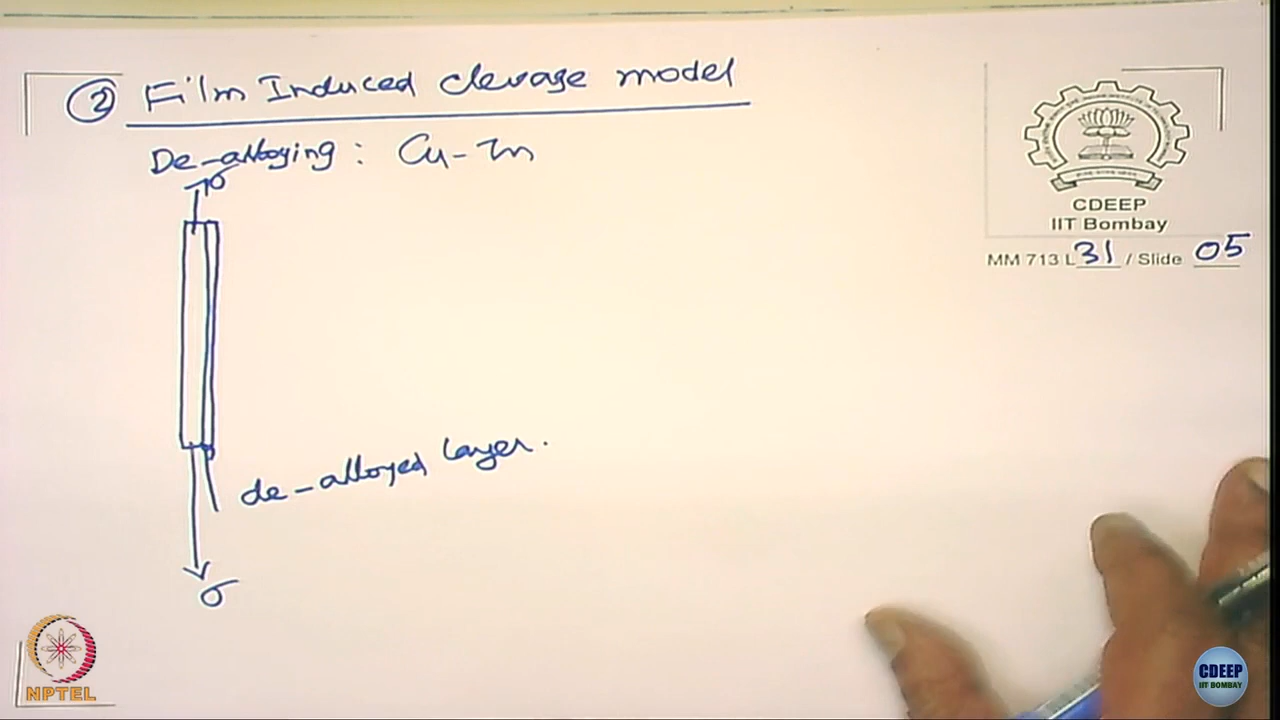 ② Film Induced clevage model
De-alloying : Cu-Zn
σ
de-alloyed layer.
σ
CDEEP
IIT Bombay
MM 713 L 31 / Slide 05
NPTEL
CDEEP
IIT BOMBAY